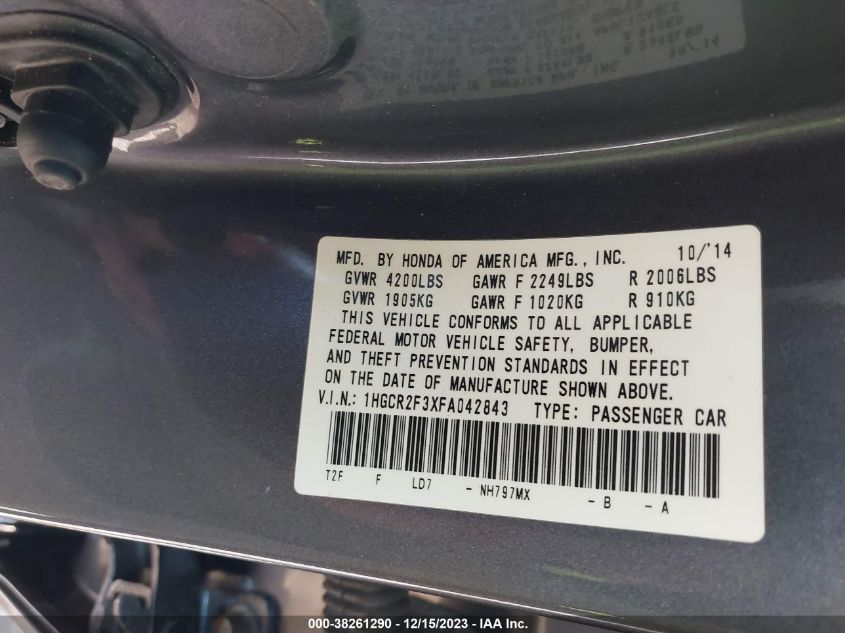 MFD. BY HONDA OF AMERICA MFG., INC. 10/'14
GVWR 4200LBS GAWR F 2249LBS R 2006LBS
GVWR 1905KG GAWR F 1020KG R 910KG
THIS VEHICLE CONFORMS TO ALL APPLICABLE
FEDERAL MOTOR VEHICLE SAFETY, BUMPER,
AND THEFT PREVENTION STANDARDS IN EFFECT
ON THE DATE OF MANUFACTURE SHOWN ABOVE.
V.I.N.: 1HGCR2F3XFA042843 TYPE: PASSENGER CAR
T2F F LD7 - NH797MX - B - A
000-38261290 - 12/15/2023 - IAA Inc.